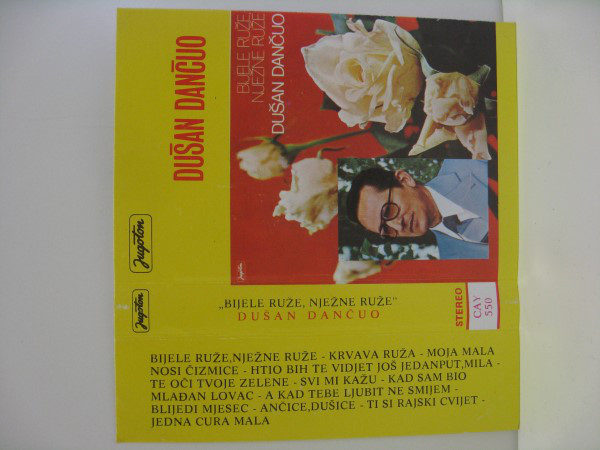 DUŠAN DANČUO
BIJELE RUŽE
NJEŽNE RUŽE
DUŠAN DANČUO
Jugoton
Jugoton
Jugoton
„BIJELE RUŽE, NJEŽNE RUŽE”
DUŠAN DANČUO
STEREO
CAY
550
BIJELE RUŽE,NJEŽNE RUŽE - KRVAVA RUŽA - MOJA MALA
NOSI ČIZMICE - HTIO BIH TE VIDJET JOŠ JEDANPUT,MILA -
TE OČI TVOJE ZELENE - SVI MI KAŽU - KAD SAM BIO
MLAĐAN LOVAC - A KAD TEBE LJUBIT NE SMIJEM -
BLIJEDI MJESEC - ANČICE,DUŠICE - TI SI RAJSKI CVIJET -
JEDNA CURA MALA